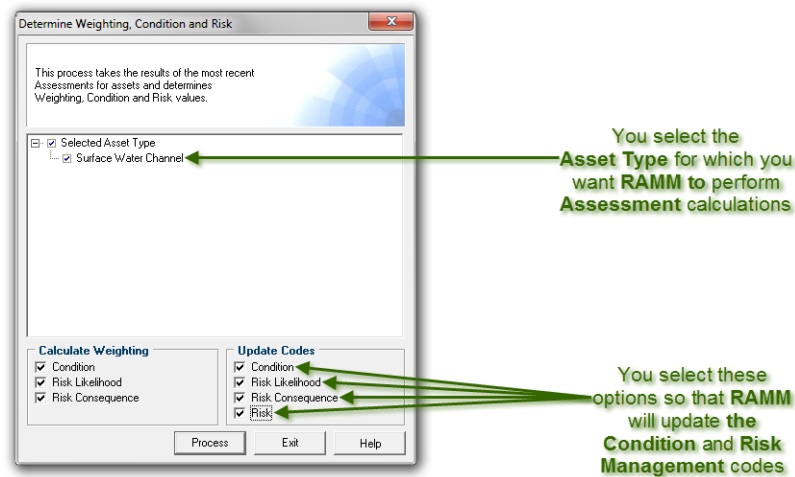 Determine Weighting, Condition and Risk
This process takes the results of the most recent
Assessments for assets and determines
Weighting, Condition and Risk values.
Selected Asset Type
Surface Water Channel
You select the
Asset Type for which you
want RAMM to perform
Assessment calculations
Calculate Weighting
Condition
Risk Likelihood
Risk Consequence
Update Codes
Condition
Risk Likelihood
Risk Consequence
Risk
You select these
options so that RAMM
will update the
Condition and Risk
Management codes
Process
Exit
Help